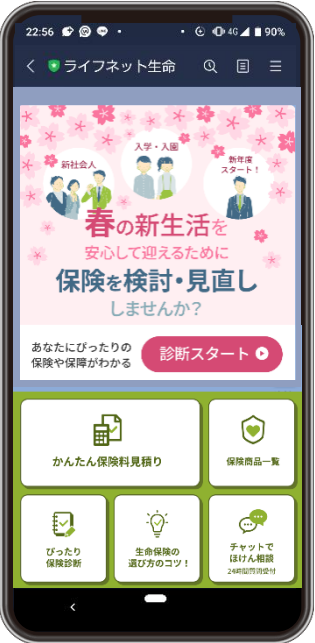 22:56
4G
90%
ライフネット生命
入学・入園
新社会人
新年度
スタート！
春の新生活を
安心して迎えるために
保険を検討・見直し
しませんか？
あなたにぴったりの
保険や保障がわかる
診断スタート
かんたん保険料見積り
保険商品一覧
ぴったり
保険診断
生命保険の
選び方のコツ！
チャットで
ほけん相談
24時間質問受付